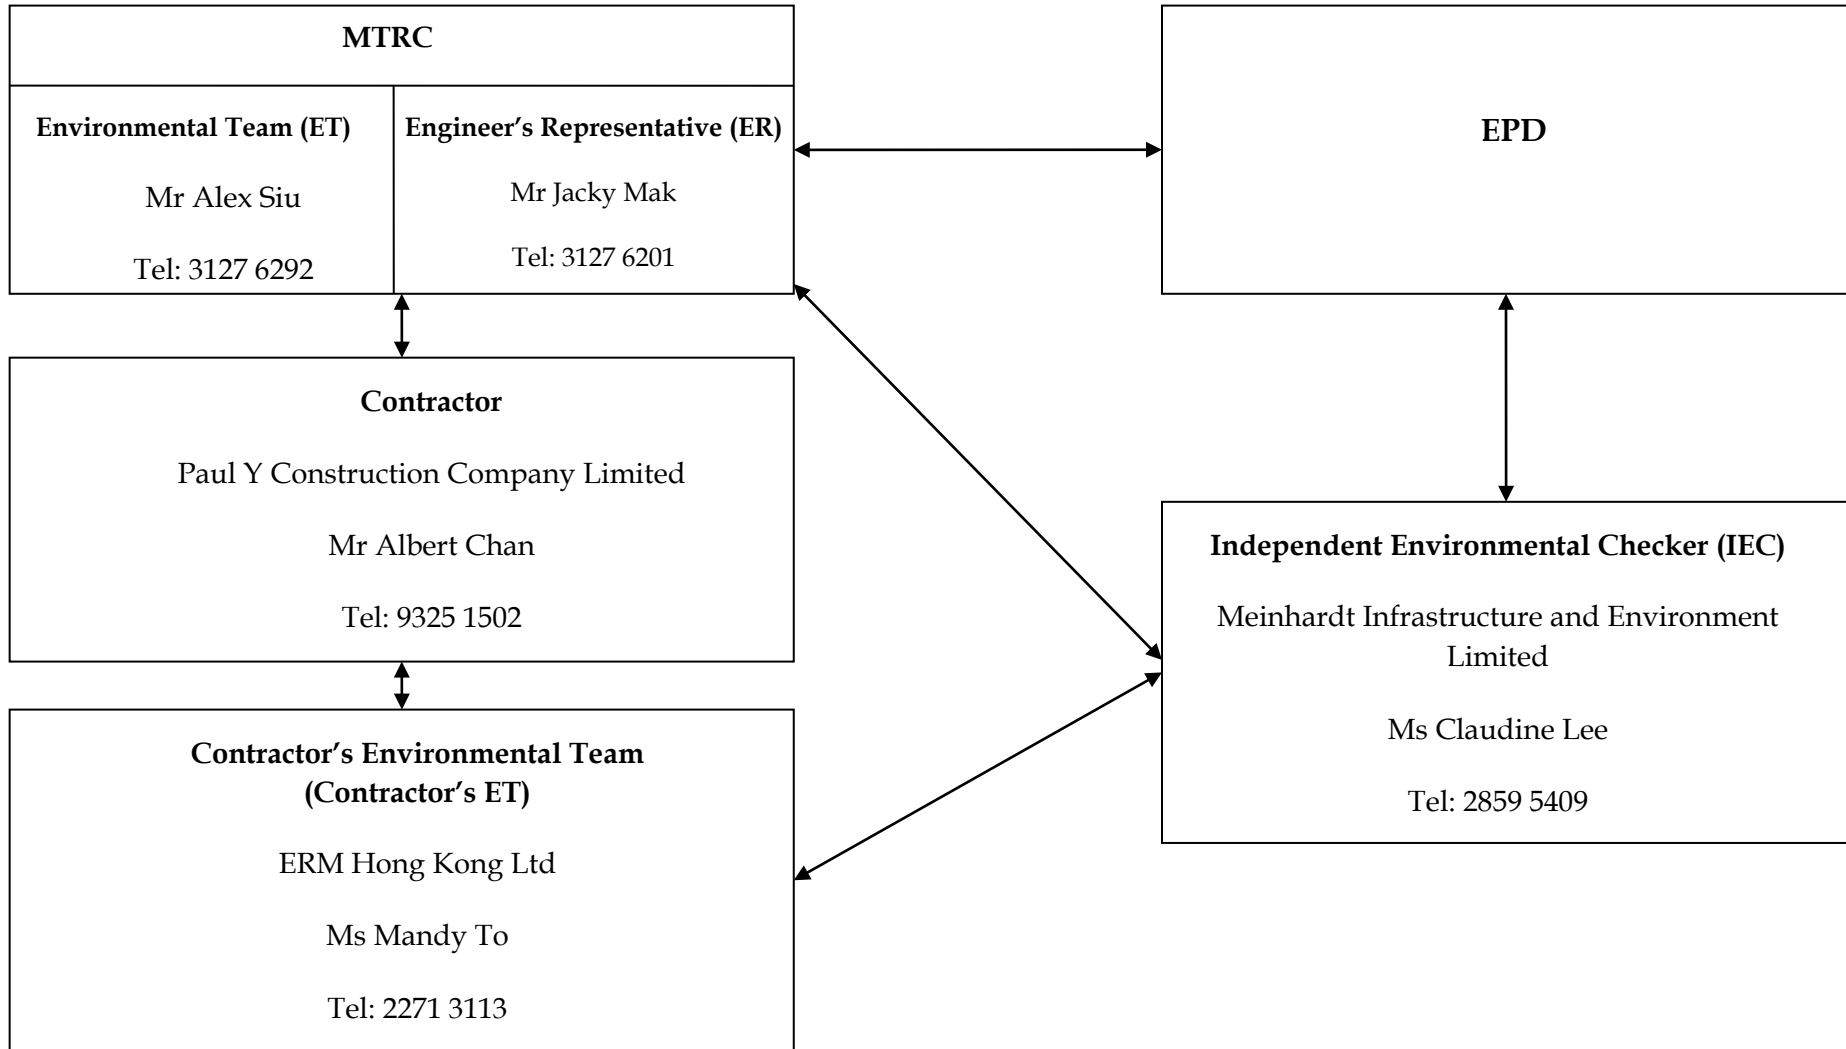 MTRC
Environmental Team (ET)
Mr Alex Siu
Tel: 3127 6292
Engineer’s Representative (ER)
Mr Jacky Mak
Tel: 3127 6201
EPD
Contractor
Paul Y Construction Company Limited
Mr Albert Chan
Tel: 9325 1502
Independent Environmental Checker (IEC)
Meinhardt Infrastructure and Environment
Limited
Ms Claudine Lee
Tel: 2859 5409
Contractor’s Environmental Team
(Contractor’s ET)
ERM Hong Kong Ltd
Ms Mandy To
Tel: 2271 3113